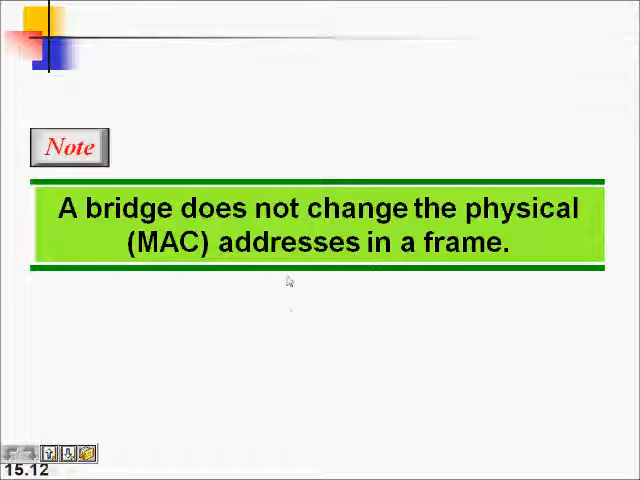 Note
A bridge does not change the physical
(MAC) addresses in a frame.
15.12